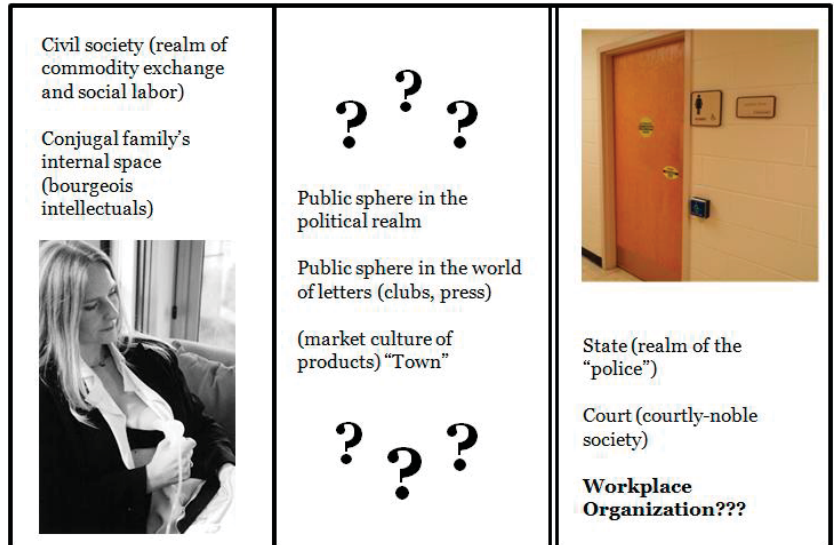 Civil society (realm of
commodity exchange
and social labor)
Conjugal family's
internal space
(bourgeois
intellectuals)
? ? ?
Public sphere in the
political realm
Public sphere in the world
of letters (clubs, press)
(market culture of
products) “Town”
? ? ?
State (realm of the
“police”)
Court (courtly-noble
society)
Workplace
Organization???